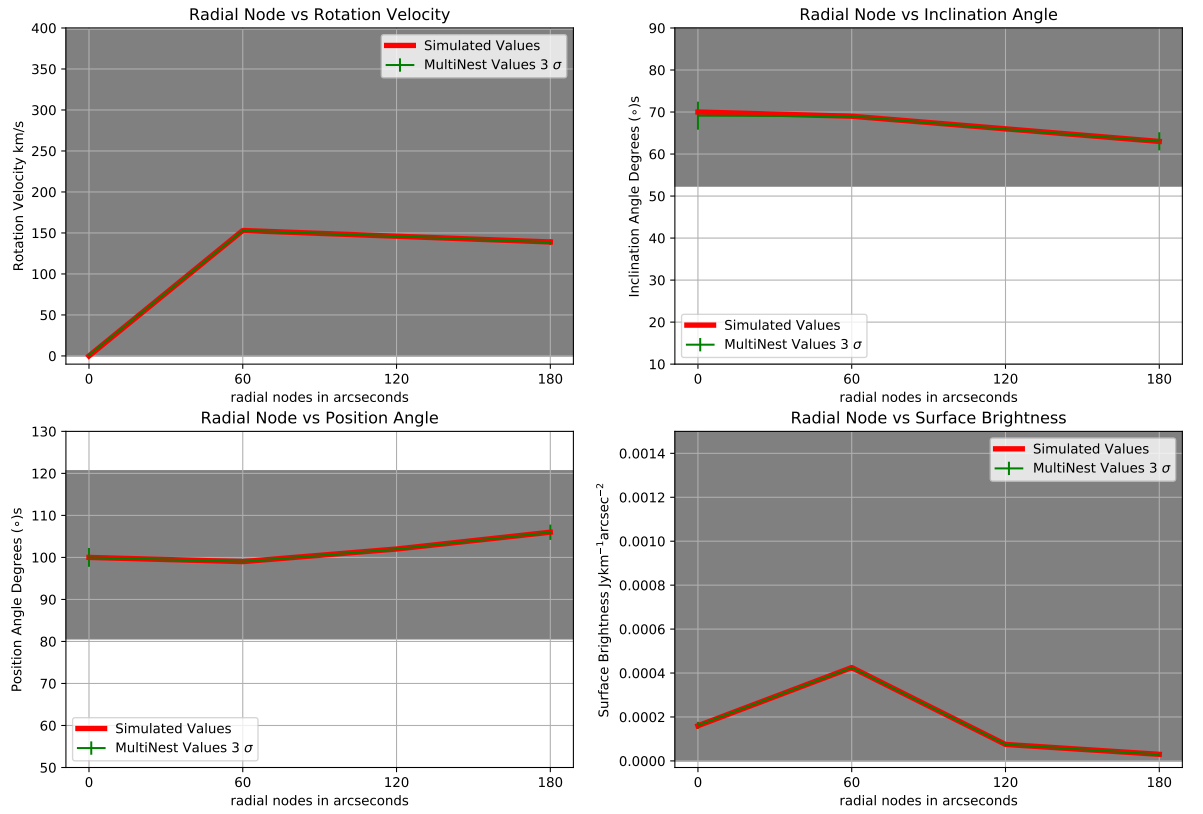 Radial Node vs Rotation Velocity
400
350
300
250
200
150
100
50
0
Rotation Velocity km/s
Simulated Values
MultiNest Values 3 σ
0 60 120 180
radial nodes in arcseconds
Radial Node vs Inclination Angle
90
80
70
60
50
40
30
20
10
Inclination Angle Degrees (∘)s
Simulated Values
MultiNest Values 3 σ
0 60 120 180
radial nodes in arcseconds
Radial Node vs Position Angle
130
120
110
100
90
80
70
60
50
Position Angle Degrees (∘)s
Simulated Values
MultiNest Values 3 σ
0 60 120 180
radial nodes in arcseconds
Radial Node vs Surface Brightness
0.0014
0.0012
0.0010
0.0008
0.0006
0.0004
0.0002
0.0000
Surface Brightness Jykm⁻¹arcsec⁻²
Simulated Values
MultiNest Values 3 σ
0 60 120 180
radial nodes in arcseconds